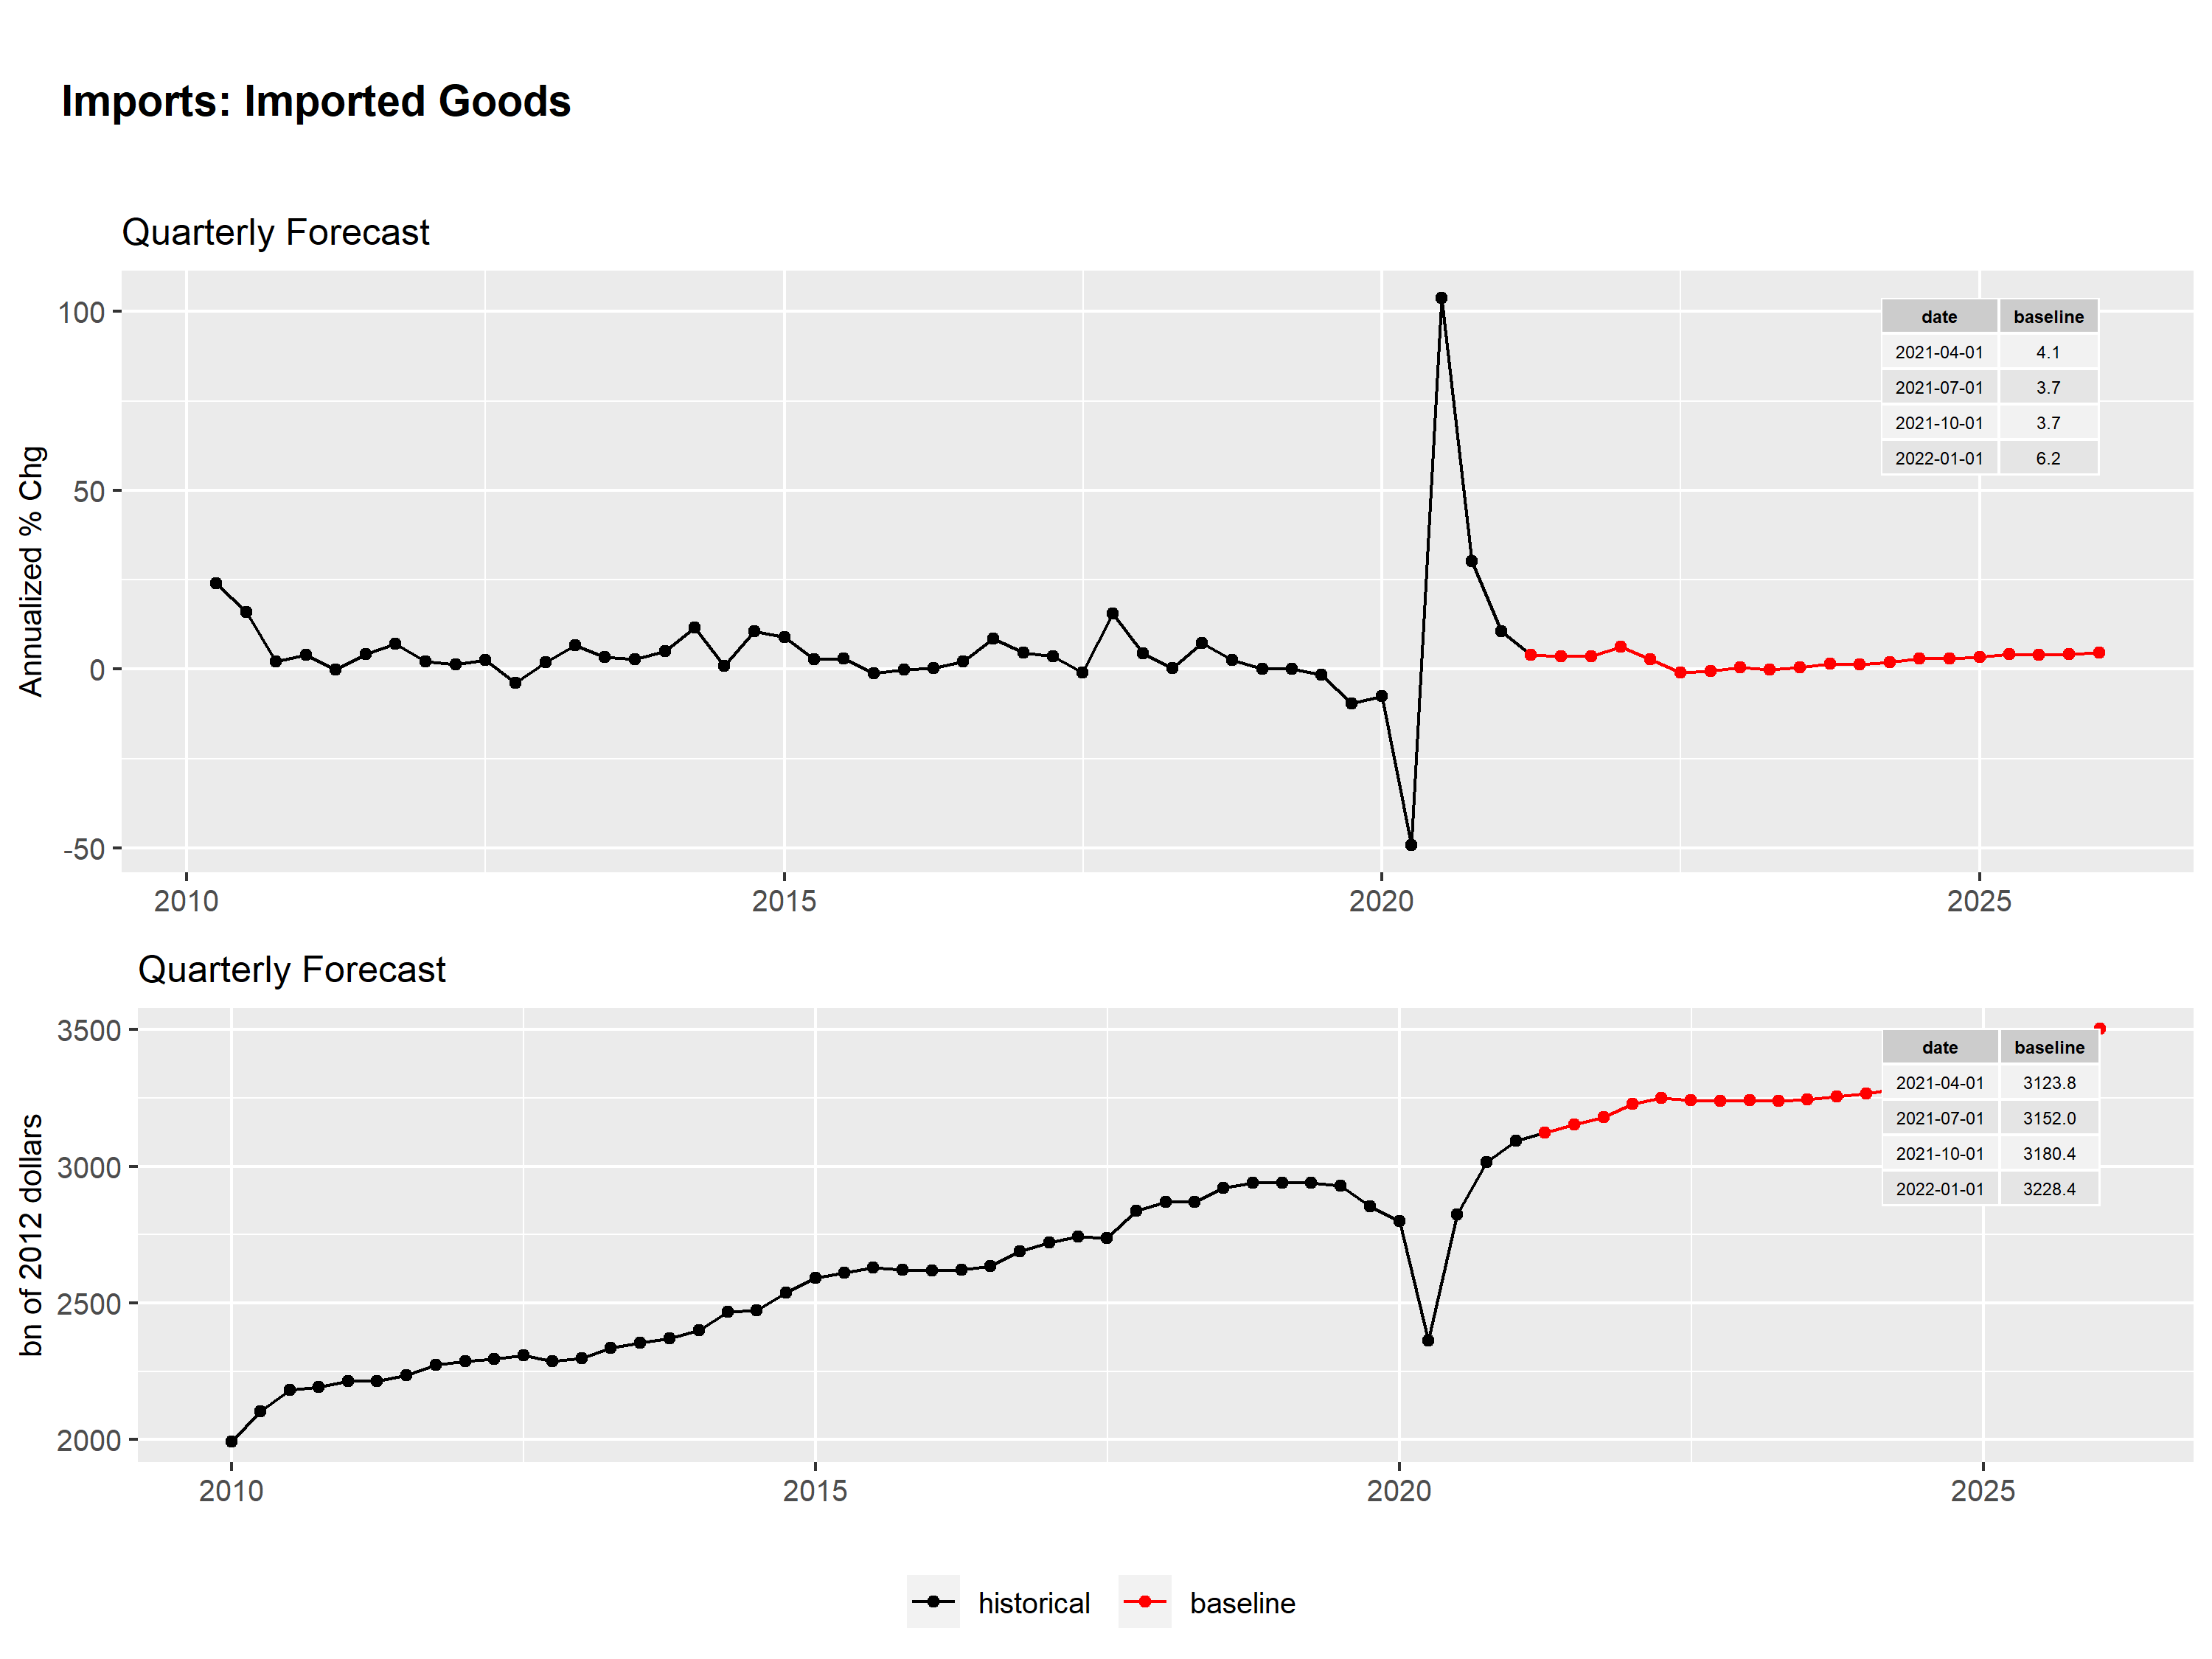 Imports: Imported Goods
Quarterly Forecast
Annualized % Chg
100
50
0
-50
date baseline
2021-04-01 4.1
2021-07-01 3.7
2021-10-01 3.7
2022-01-01 6.2
2010 2015 2020 2025
Quarterly Forecast
bn of 2012 dollars
3500
3000
2500
2000
date baseline
2021-04-01 3123.8
2021-07-01 3152.0
2021-10-01 3180.4
2022-01-01 3228.4
2010 2015 2020 2025
historical baseline